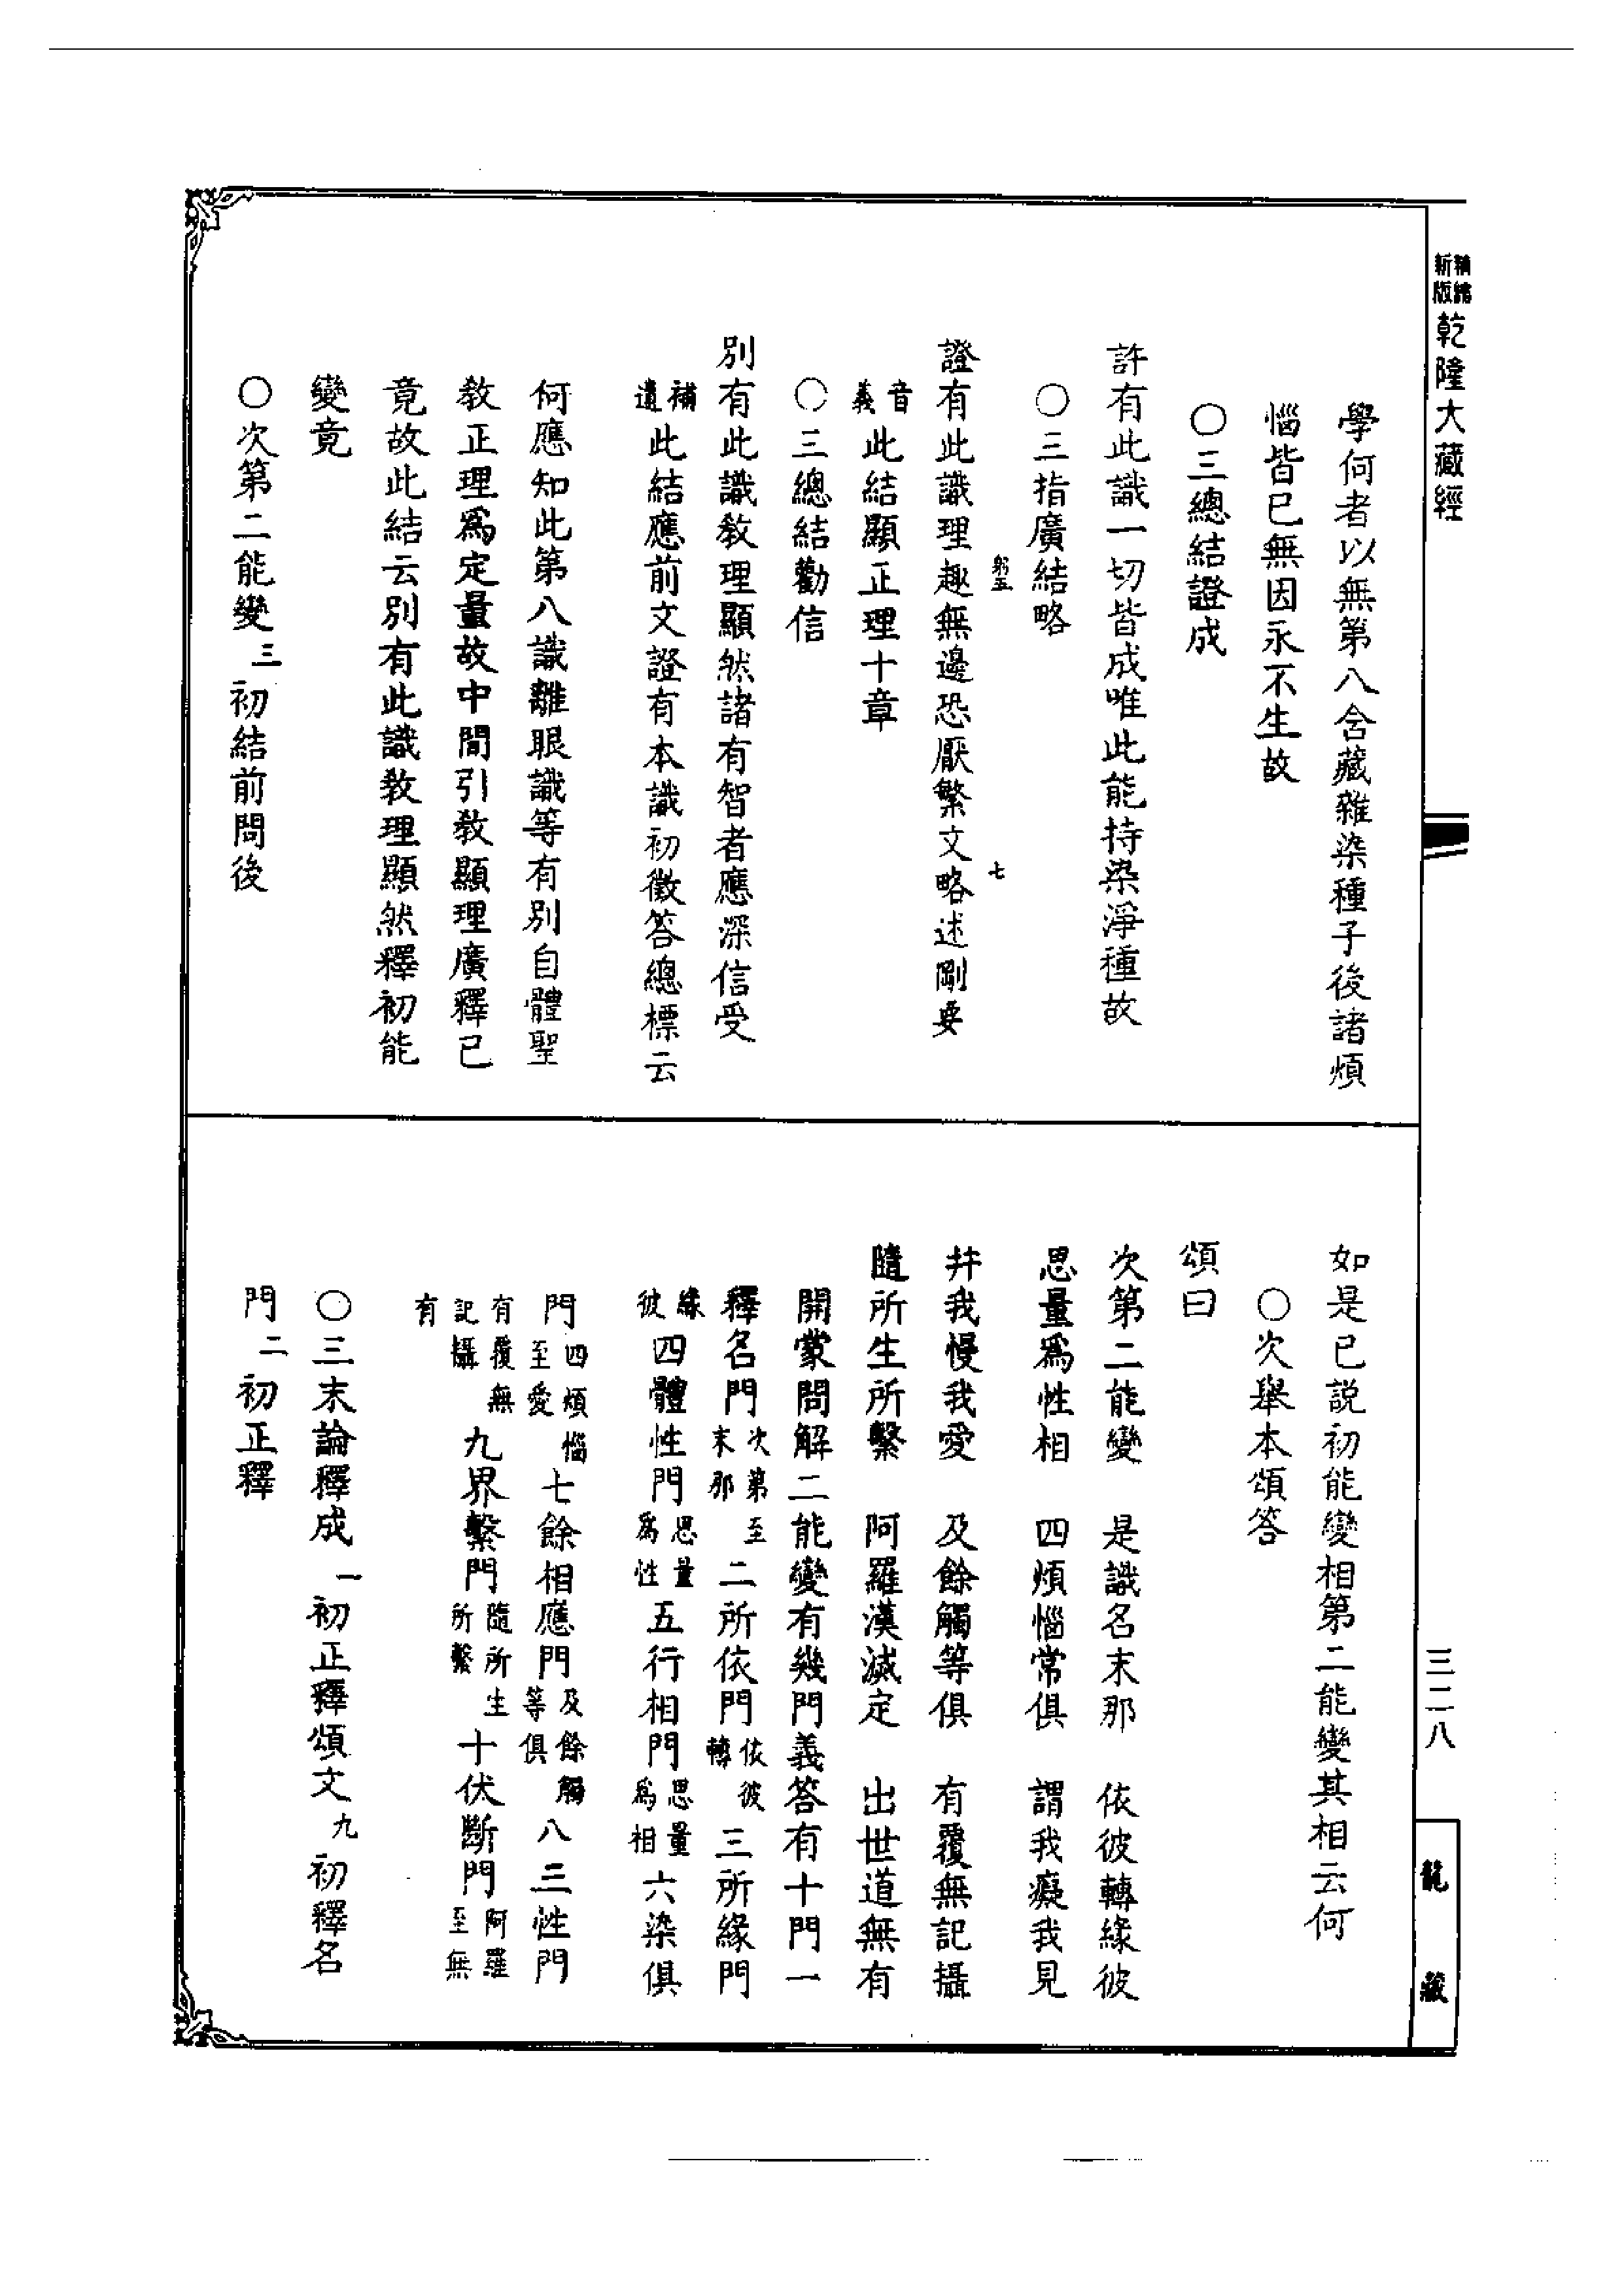 精縮
新版
乾隆大藏經
學何者以無第八含藏雜染種子後諸煩
惱皆已無因永不生故
○三總結證成
許有此識一切皆成唯此能持染淨種故
○三指廣結略
七
證有此識理趣無邊恐厭繁文略述剛要
音義此結顯正理十章
○三總結勸信
別有此識教理顯然諸有智者應深信受
補遺此結應前文證有本識初徵答總標云
何應知此第八識離眼識等有別自體聖
教正理爲定量故中間引教顯理廣釋已
竟故此結云別有此識教理顯然釋初能
變竟
○次第二能變三初結前問後
如是已說初能變相第二能變其相云何
○次舉本頌答
頌曰
次第二能變 是識名末那 依彼轉緣彼
思量爲性相 四煩惱常俱 謂我癡我見
幷我慢我愛 及餘觸等俱 有覆無記攝
隨所生所繫 阿羅漢滅定 出世道無有
開蒙問解二能變有幾門義答有十門一
釋名門次第至末那二所依門依彼轉三所緣門
緣彼四體性門思量爲性五行相門思量爲相六染俱
門四煩惱至愛七餘相應門及餘觸等俱八三性門
有覆無記攝九界繫門隨所生所繫十伏斷門阿羅至無
有
○三末論釋成一初正釋頌文九初釋名
門二初正釋
三二八
龍藏